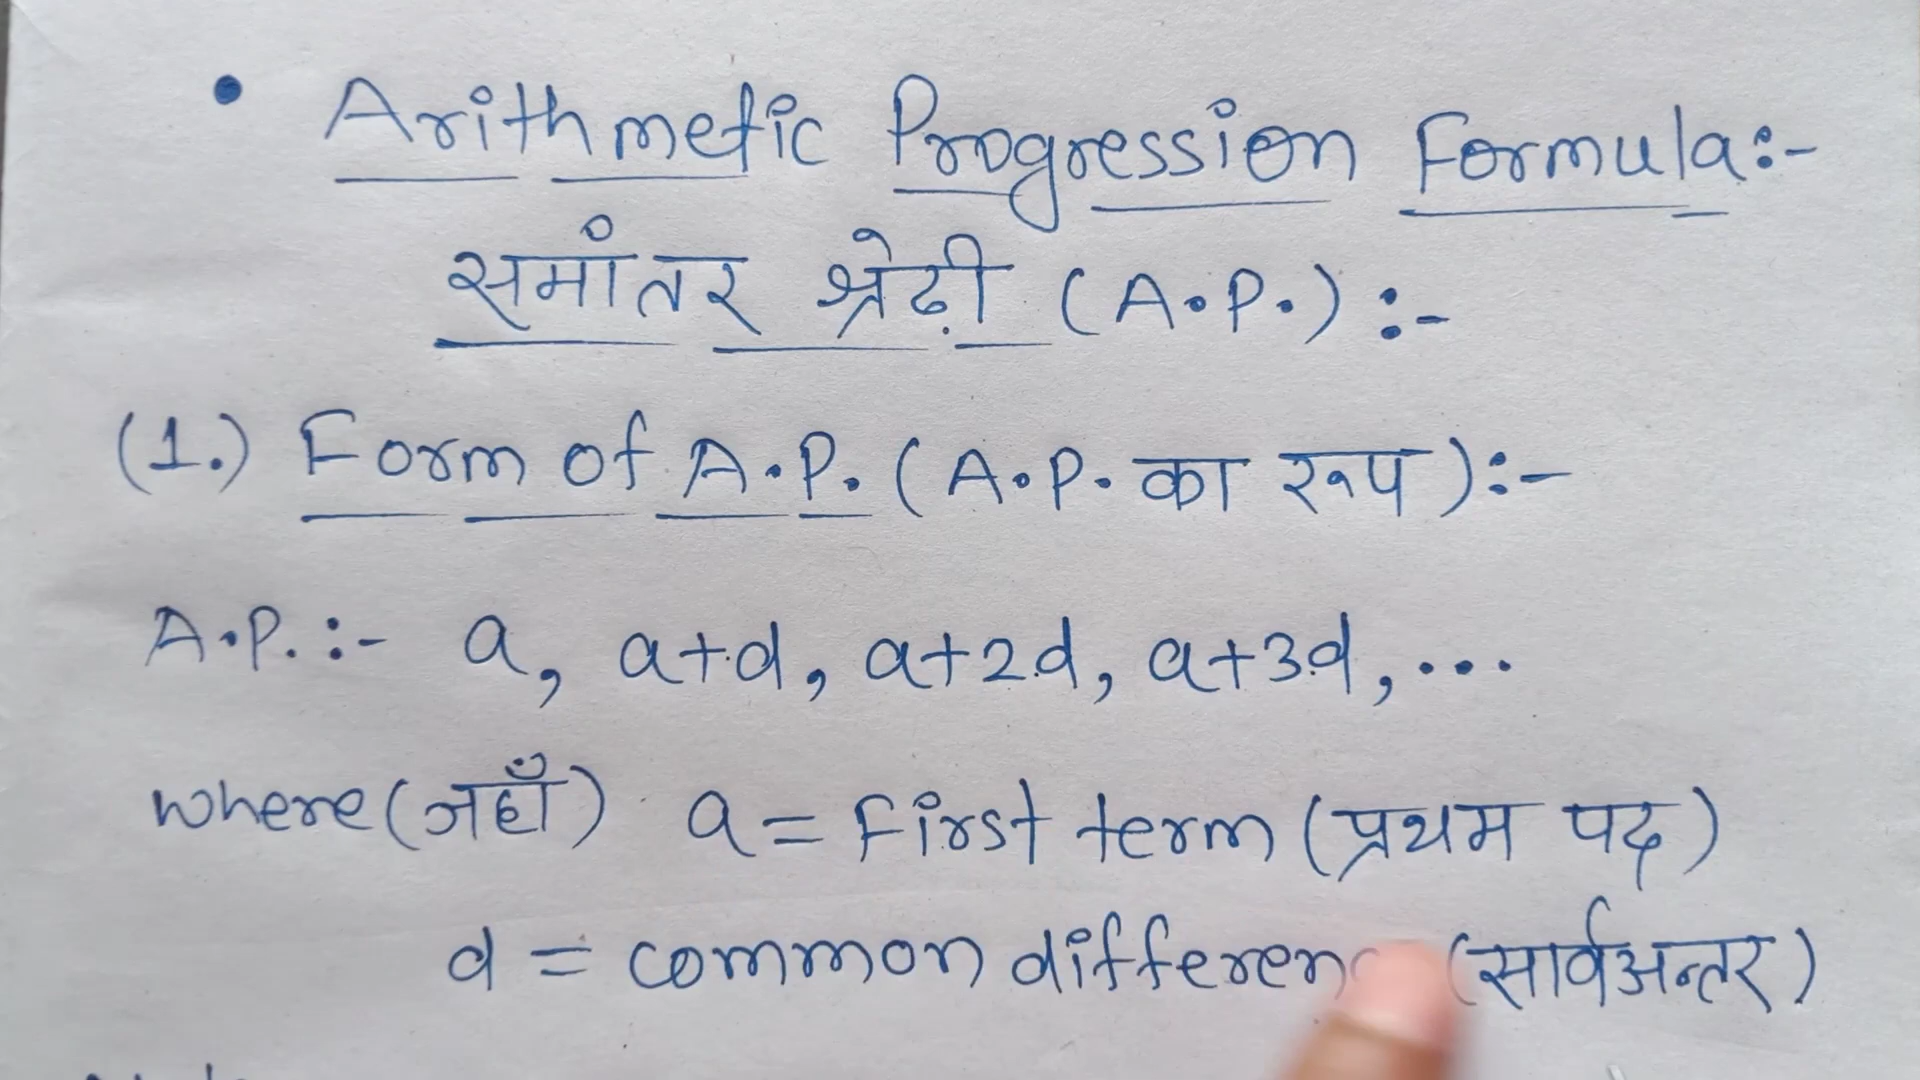 • Arithmetic Progression Formula:-
समांतर श्रेढ़ी (A.P.) :-
(1.) Form of A.P. (A.P. का रूप) :-
A.P. :- a, a+d, a+2d, a+3d, ...
where (जहाँ) a = First term (प्रथम पद)
d = common (सार्वअन्तर)